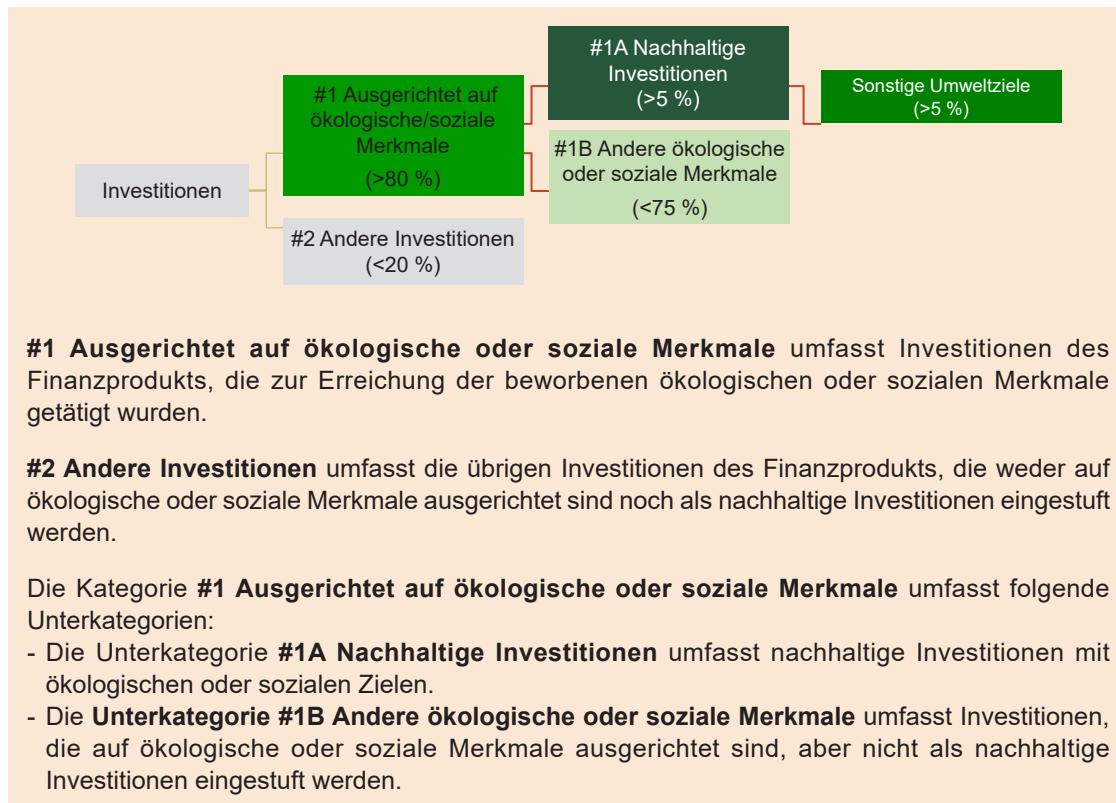 #1A Nachhaltige
Investitionen
(>5 %)
Sonstige Umweltziele
(>5 %)
#1 Ausgerichtet auf
ökologische/soziale
Merkmale
(>80 %)
#1B Andere ökologische
oder soziale Merkmale
(<75 %)
Investitionen
#2 Andere Investitionen
(<20 %)
#1 Ausgerichtet auf ökologische oder soziale Merkmale umfasst Investitionen des
Finanzprodukts, die zur Erreichung der beworbenen ökologischen oder sozialen Merkmale
getätigt wurden.
#2 Andere Investitionen umfasst die übrigen Investitionen des Finanzprodukts, die weder auf
ökologische oder soziale Merkmale ausgerichtet sind noch als nachhaltige Investitionen eingestuft
werden.
Die Kategorie #1 Ausgerichtet auf ökologische oder soziale Merkmale umfasst folgende
Unterkategorien:
- Die Unterkategorie #1A Nachhaltige Investitionen umfasst nachhaltige Investitionen mit
ökologischen oder sozialen Zielen.
- Die Unterkategorie #1B Andere ökologische oder soziale Merkmale umfasst Investitionen,
die auf ökologische oder soziale Merkmale ausgerichtet sind, aber nicht als nachhaltige
Investitionen eingestuft werden.